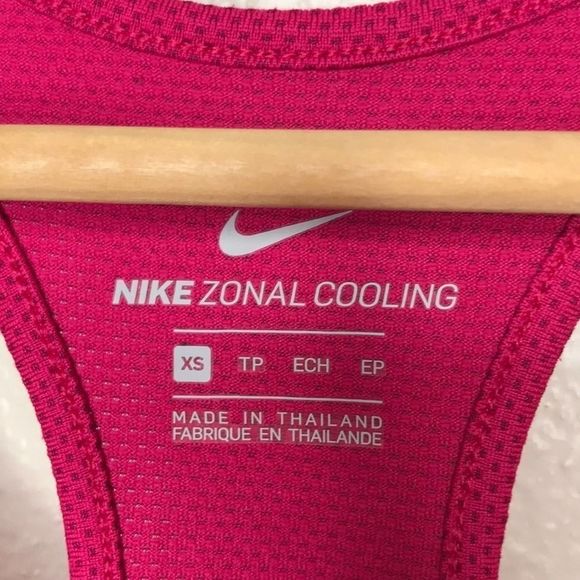 NIKE ZONAL COOLING
XS TP ECH EP
MADE IN THAILAND
FABRIQUE EN THAILANDE